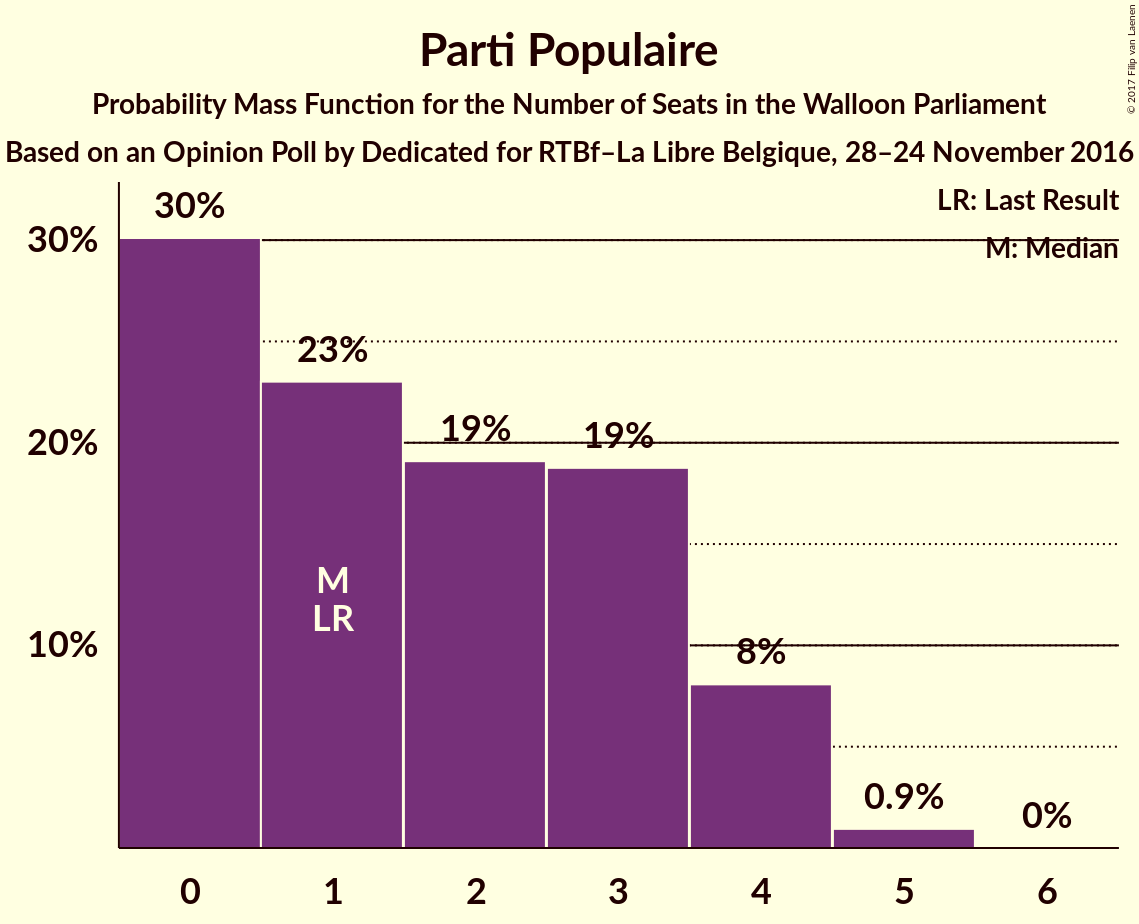 Parti Populaire
Probability Mass Function for the Number of Seats in the Walloon Parliament
Based on an Opinion Poll by Dedicated for RTBf–La Libre Belgique, 28–24 November 2016
© 2017 Filip van Laenen
LR: Last Result
M: Median
30%
20%
10%
30%
23%
19%
19%
8%
0.9%
0%
M
LR
0 1 2 3 4 5 6